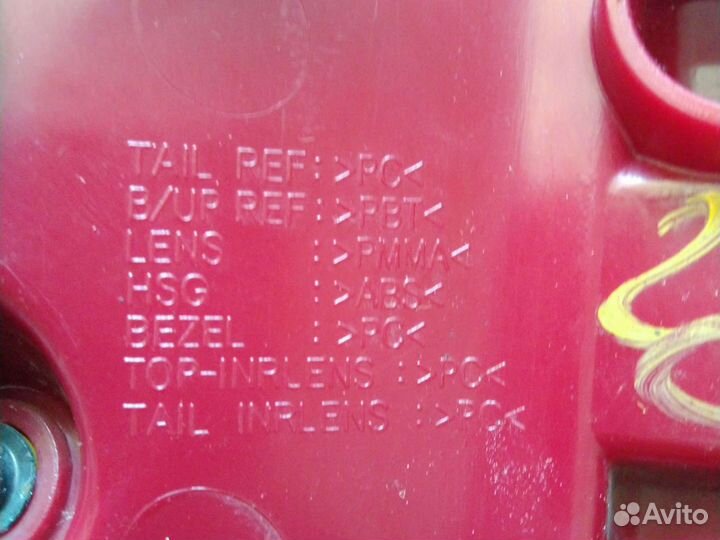 TAIL REF:>PC<
B/UP REF:>PBT<
LENS :>PMMA<
HSG :>ABS<
BEZEL :>PC<
TOP-INRLENS :>PC<
TAIL INRLENS :>PC<
20
Avito